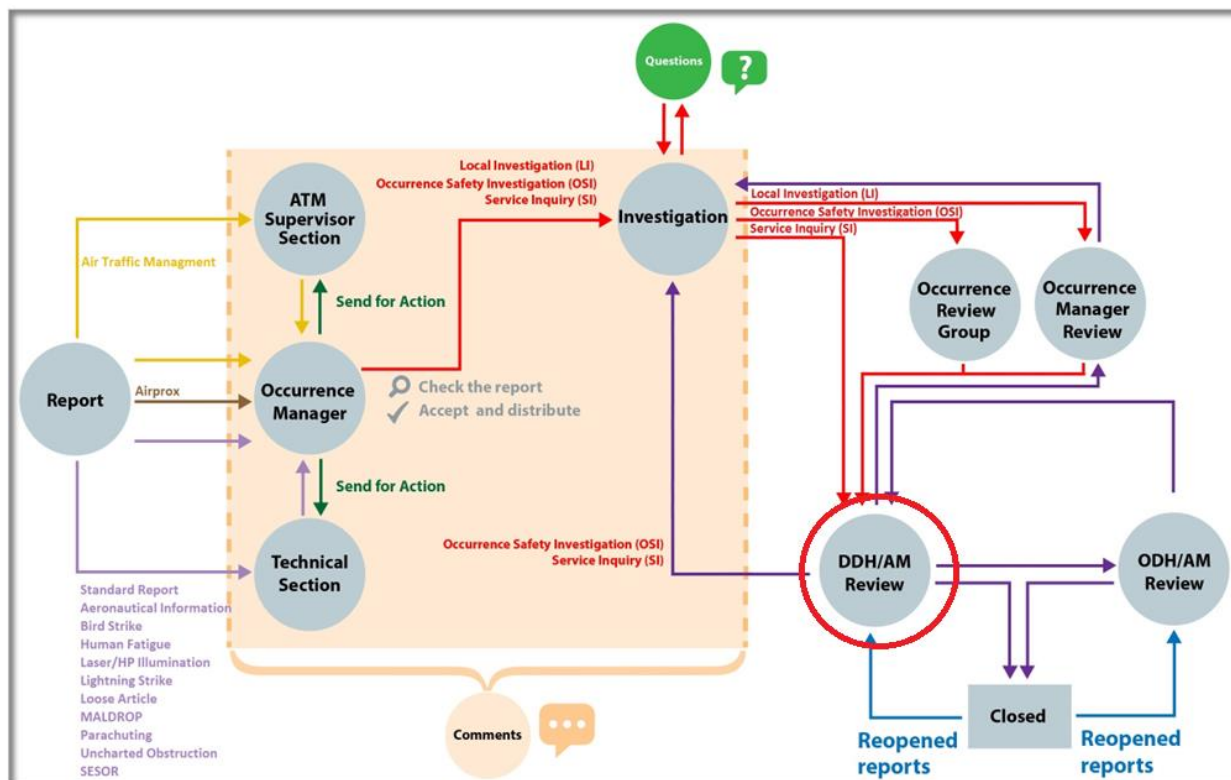 Questions
?
Local Investigation (LI)
Occurrence Safety Investigation (OSI)
Service Inquiry (SI)
ATM
Supervisor
Section
Investigation
Local Investigation (LI)
Occurrence Safety Investigation (OSI)
Service Inquiry (SI)
Air Traffic Managment
Send for Action
Occurrence
Review
Group
Occurrence
Manager
Review
Report
Airprox
Occurrence
Manager
Check the report
Accept and distribute
Send for Action
Technical
Section
Occurrence Safety Investigation (OSI)
Service Inquiry (SI)
DDH/AM
Review
ODH/AM
Review
Standard Report
Aeronautical Information
Bird Strike
Human Fatigue
Laser/HP Illumination
Lightning Strike
Loose Article
MALDROP
Parachuting
Uncharted Obstruction
SESOR
Comments
Closed
Reopened
reports
Reopened
reports